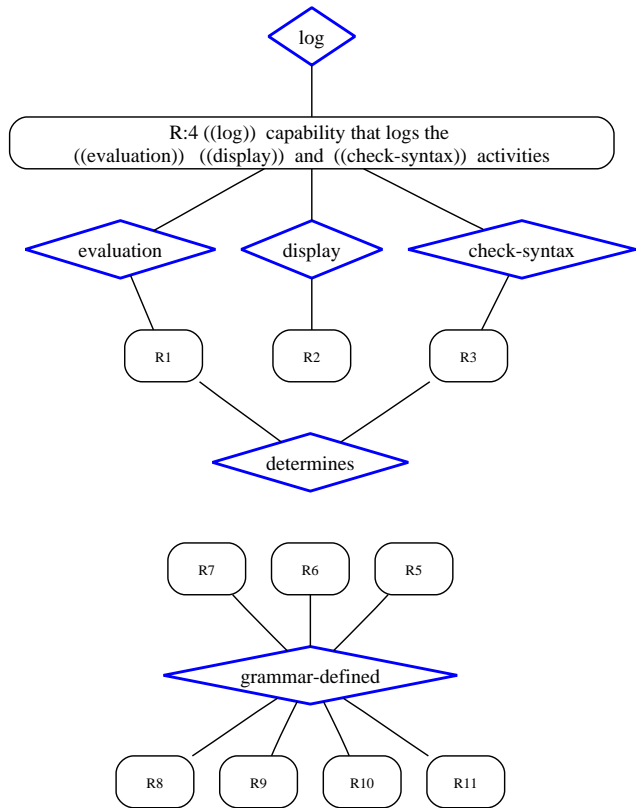 log
R:4 ((log)) capability that logs the
((evaluation)) ((display)) and ((check-syntax)) activities
evaluation
display
check-syntax
R1
R2
R3
determines
R7
R6
R5
grammar-defined
R8
R9
R10
R11